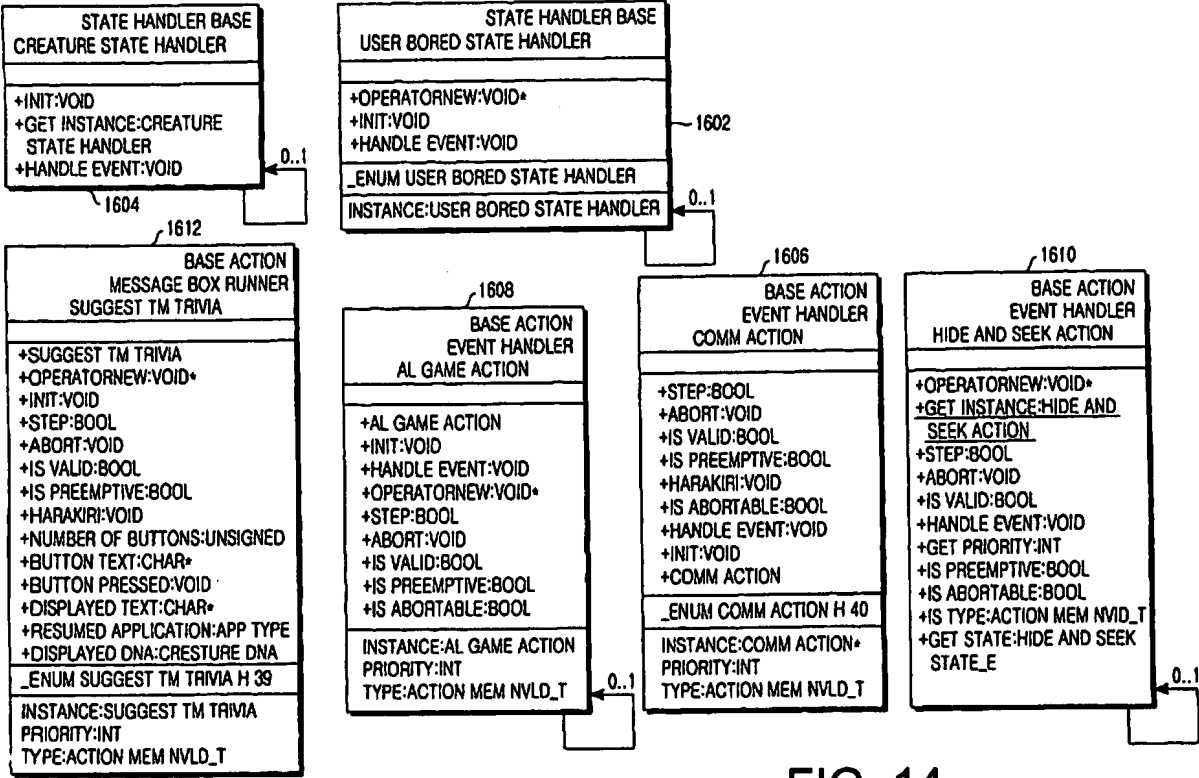 STATE HANDLER BASE
CREATURE STATE HANDLER
+INIT:VOID
+GET INSTANCE:CREATURE
STATE HANDLER
+HANDLE EVENT:VOID
0..1
1604
STATE HANDLER BASE
USER BORED STATE HANDLER
+OPERATORNEW:VOID*
+INIT:VOID
+HANDLE EVENT:VOID
1602
_ENUM USER BORED STATE HANDLER
INSTANCE:USER BORED STATE HANDLER
0..1
1612
BASE ACTION
MESSAGE BOX RUNNER
SUGGEST TM TRIVIA
+SUGGEST TM TRIVIA
+OPERATORNEW:VOID*
+INIT:VOID
+STEP:BOOL
+ABORT:VOID
+IS VALID:BOOL
+IS PREEMPTIVE:BOOL
+HARAKIRI:VOID
+NUMBER OF BUTTONS:UNSIGNED
+BUTTON TEXT:CHAR*
+BUTTON PRESSED:VOID
+DISPLAYED TEXT:CHAR*
+RESUMED APPLICATION:APP TYPE
+DISPLAYED DNA:CRESTURE DNA
_ENUM SUGGEST TM TRIVIA H 39
INSTANCE:SUGGEST TM TRIVIA
PRIORITY:INT
TYPE:ACTION MEM NVLD_T
1608
BASE ACTION
EVENT HANDLER
AL GAME ACTION
+AL GAME ACTION
+INIT:VOID
+HANDLE EVENT:VOID
+OPERATORNEW:VOID*
+STEP:BOOL
+ABORT:VOID
+IS VALID:BOOL
+IS PREEMPTIVE:BOOL
+IS ABORTABLE:BOOL
INSTANCE:AL GAME ACTION
PRIORITY:INT
TYPE:ACTION MEM NVLD_T
0..1
1606
BASE ACTION
EVENT HANDLER
COMM ACTION
+STEP:BOOL
+ABORT:VOID
+IS VALID:BOOL
+IS PREEMPTIVE:BOOL
+HARAKIRI:VOID
+IS ABORTABLE:BOOL
+HANDLE EVENT:VOID
+INIT:VOID
+COMM ACTION
_ENUM COMM ACTION H 40
INSTANCE:COMM ACTION*
PRIORITY:INT
TYPE:ACTION MEM NVLD_T
1610
BASE ACTION
EVENT HANDLER
HIDE AND SEEK ACTION
+OPERATORNEW:VOID*
+GET INSTANCE:HIDE AND
SEEK ACTION
+STEP:BOOL
+ABORT:VOID
+IS VALID:BOOL
+HANDLE EVENT:VOID
+GET PRIORITY:INT
+IS PREEMPTIVE:BOOL
+IS ABORTABLE:BOOL
+IS TYPE:ACTION MEM NVID_T
+GET STATE:HIDE AND SEEK
STATE_E
0..1
FIG. 14